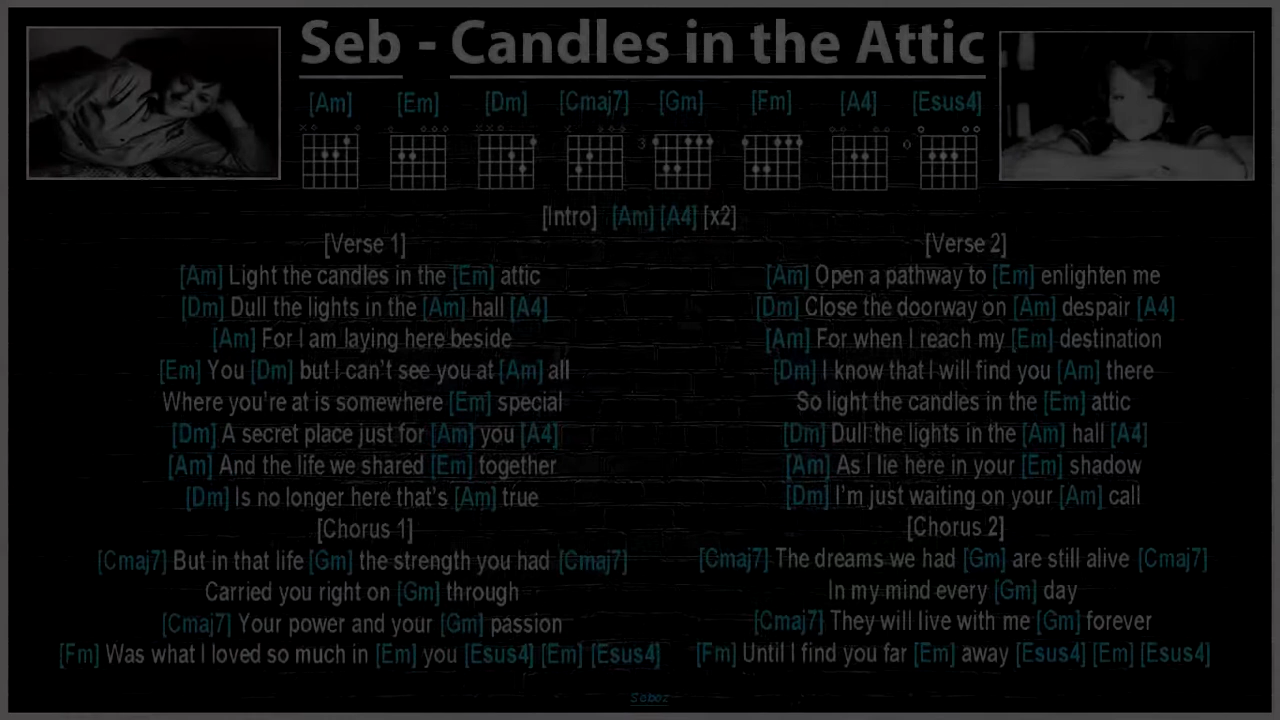 Seb - Candles in the Attic
[Am] [Em] [Dm] [Cmaj7] [Gm] [Fm] [A4] [Esus4]
3 0
[Intro] [Am] [A4] [x2]
[Verse 1]
[Am] Light the candles in the [Em] attic
[Dm] Dull the lights in the [Am] hall [A4]
[Am] For I am laying here beside
[Em] You [Dm] but I can't see you at [Am] all
Where you're at is somewhere [Em] special
[Dm] A secret place just for [Am] you [A4]
[Am] And the life we shared [Em] together
[Dm] Is no longer here that's [Am] true
[Chorus 1]
[Cmaj7] But in that life [Gm] the strength you had [Cmaj7]
Carried you right on [Gm] through
[Cmaj7] Your power and your [Gm] passion
[Fm] Was what I loved so much in [Em] you [Esus4] [Em] [Esus4]
[Verse 2]
[Am] Open a pathway to [Em] enlighten me
[Dm] Close the doorway on [Am] despair [A4]
[Am] For when I reach my [Em] destination
[Dm] I know that I will find you [Am] there
So light the candles in the [Em] attic
[Dm] Dull the lights in the [Am] hall [A4]
[Am] As I lie here in your [Em] shadow
[Dm] I'm just waiting on your [Am] call
[Chorus 2]
[Cmaj7] The dreams we had [Gm] are still alive [Cmaj7]
In my mind every [Gm] day
[Cmaj7] They will live with me [Gm] forever
[Fm] Until I find you far [Em] away [Esus4] [Em] [Esus4]
Seboz